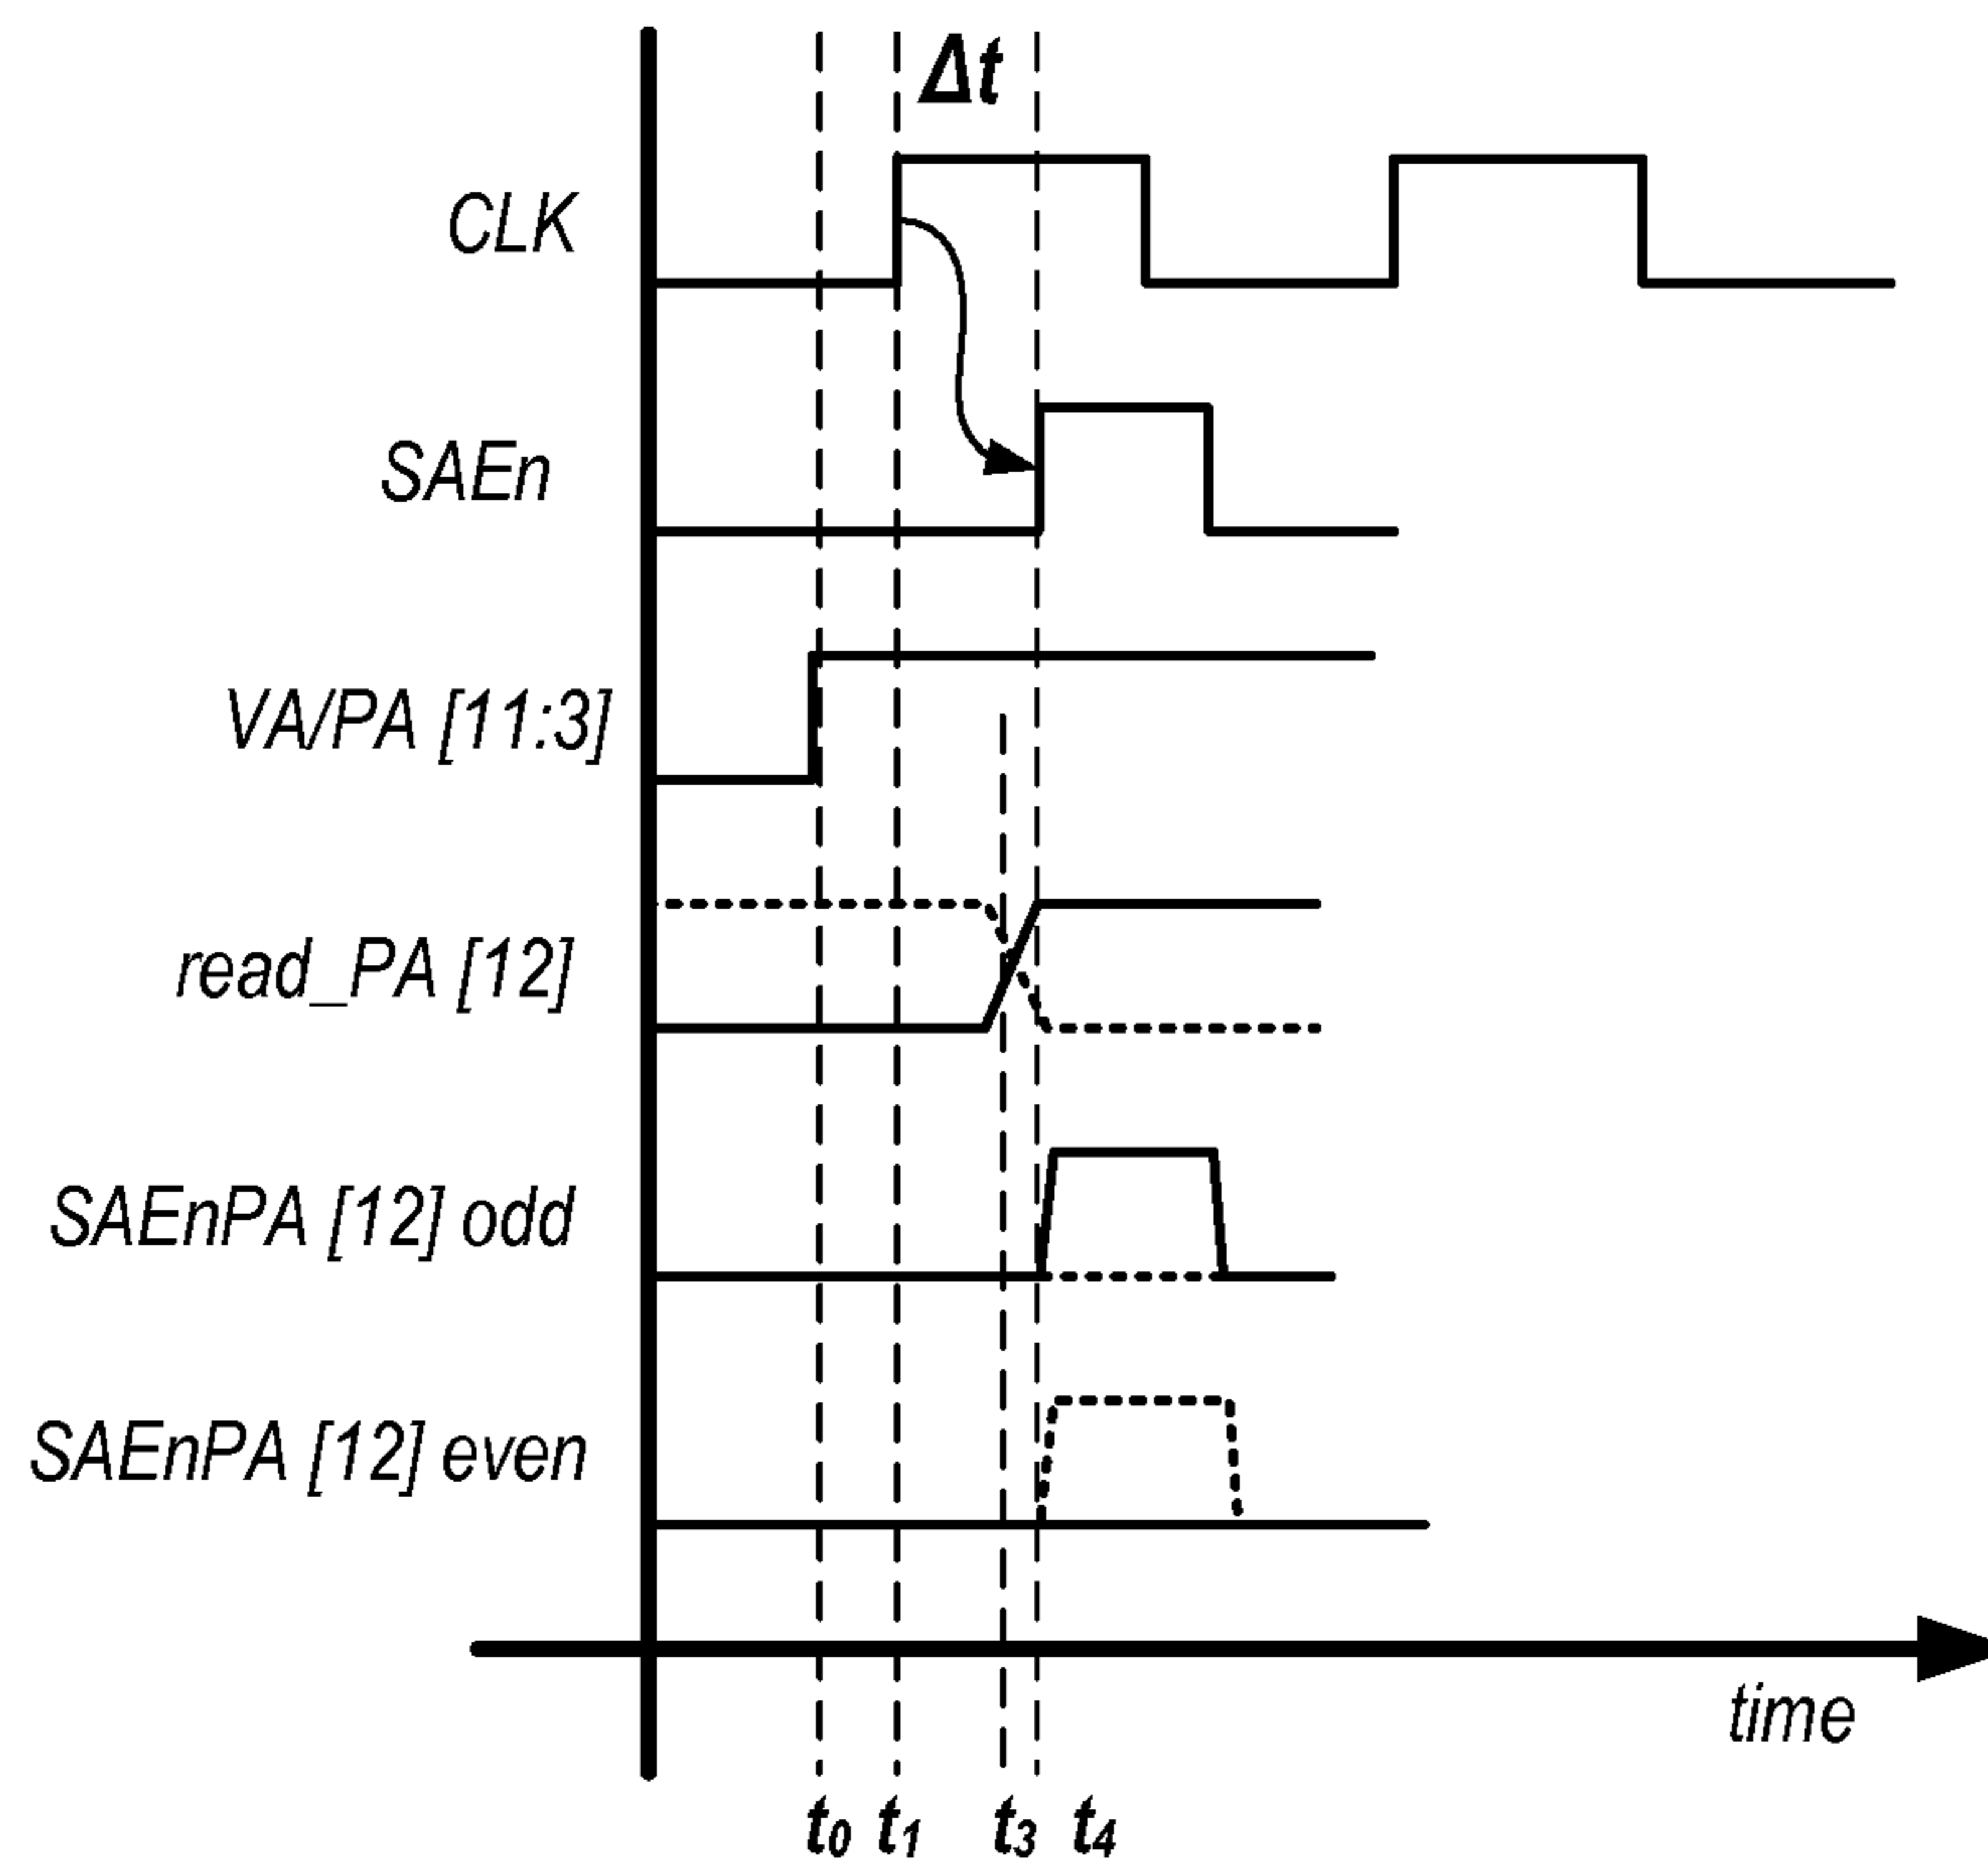 Δt
CLK
SAEn
VA/PA [11:3]
read_PA [12]
SAEnPA [12] odd
SAEnPA [12] even
time
t0 t1 t3 t4